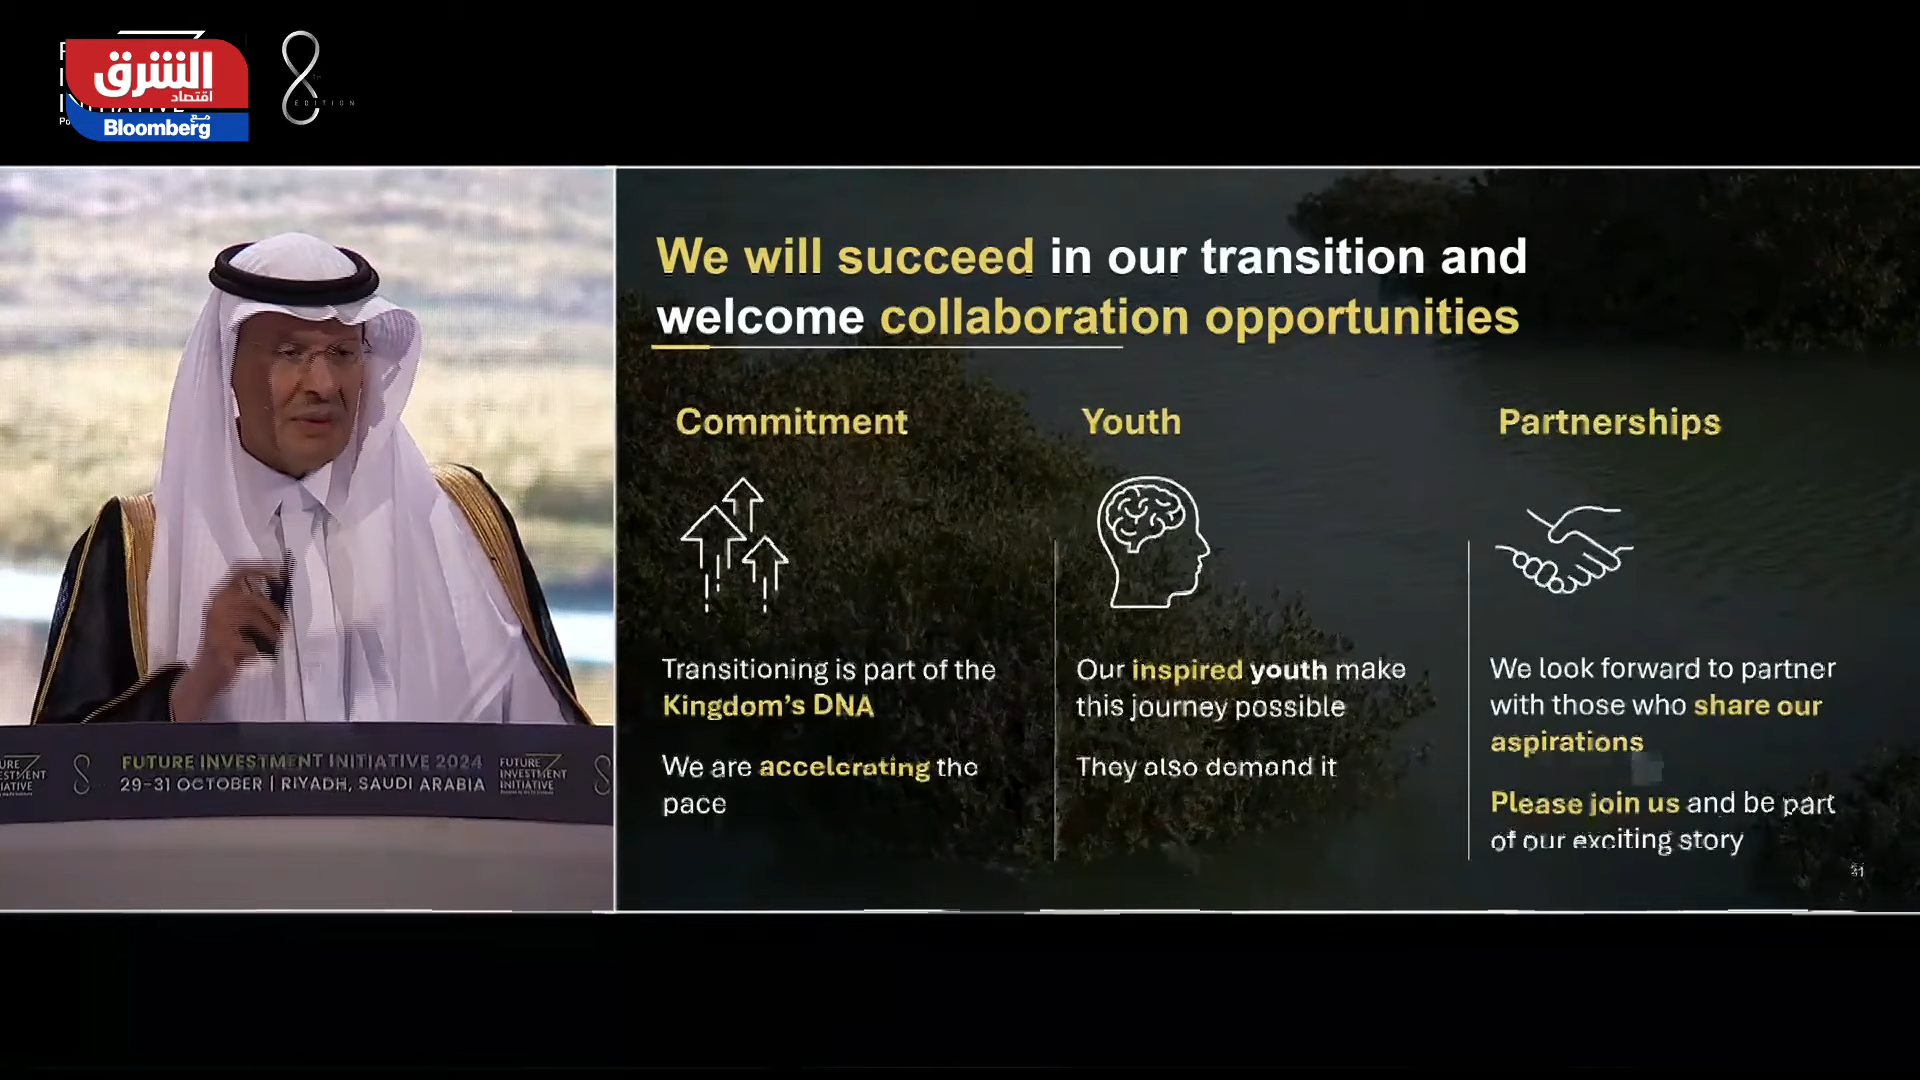 الشرق
اقتصاد
مع
Bloomberg
EDITION
We will succeed in our transition and
welcome collaboration opportunities
Commitment
Transitioning is part of the
Kingdom's DNA
We are accelerating the
pace
Youth
Our inspired youth make
this journey possible
They also demand it
Partnerships
We look forward to partner
with those who share our
aspirations
Please join us and be part
of our exciting story
31
FUTURE INVESTMENT INITIATIVE 2024
29-31 OCTOBER | RIYADH, SAUDI ARABIA
FUTURE
INVESTMENT
INITIATIVE